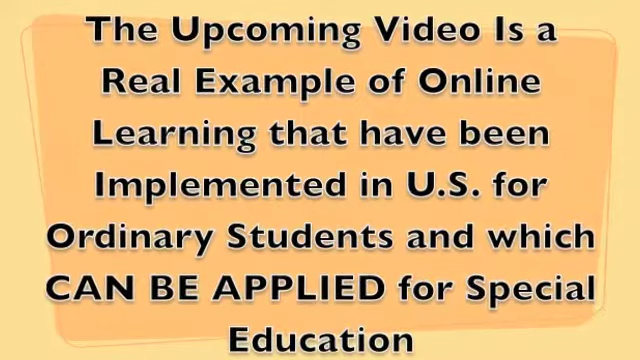 The Upcoming Video Is a
Real Example of Online
Learning that have been
Implemented in U.S. for
Ordinary Students and which
CAN BE APPLIED for Special
Education